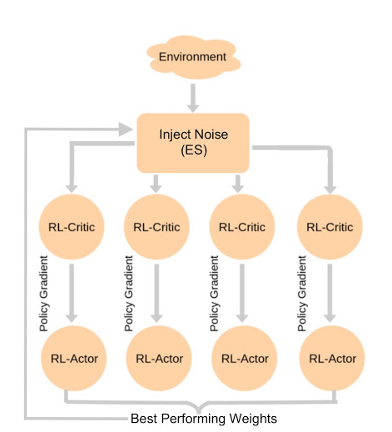 Environment
Inject Noise
(ES)
RL-Critic
RL-Critic
RL-Critic
RL-Critic
Policy Gradient
Policy Gradient
Policy Gradient
Policy Gradient
RL-Actor
RL-Actor
RL-Actor
RL-Actor
Best Performing Weights